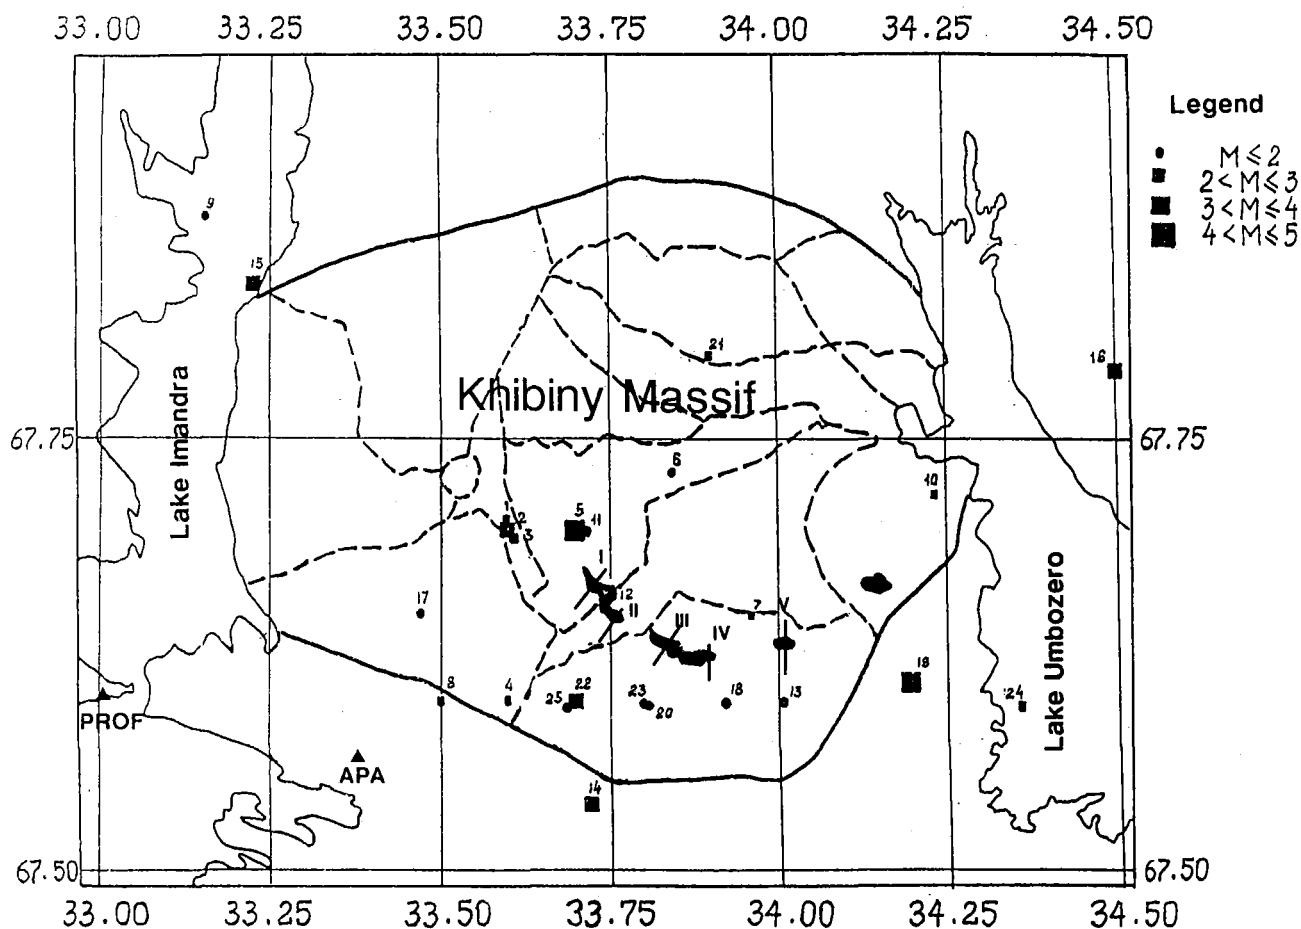 33.00 33.25 33.50 33.75 34.00 34.25 34.50
Legend
M ⩽ 2
2 < M ⩽ 3
3 < M ⩽ 4
4 < M ⩽ 5
9
15
21
16
Khibiny Massif
Lake Imandra
67.75 67.75
6
10
2
3
5
11
I
12
II
17
III
IV
7
V
Lake Umbozero
8
4
25
22
23
20
18
13
19
24
PROF
APA
14
67.50 67.50
33.00 33.25 33.50 33.75 34.00 34.25 34.50